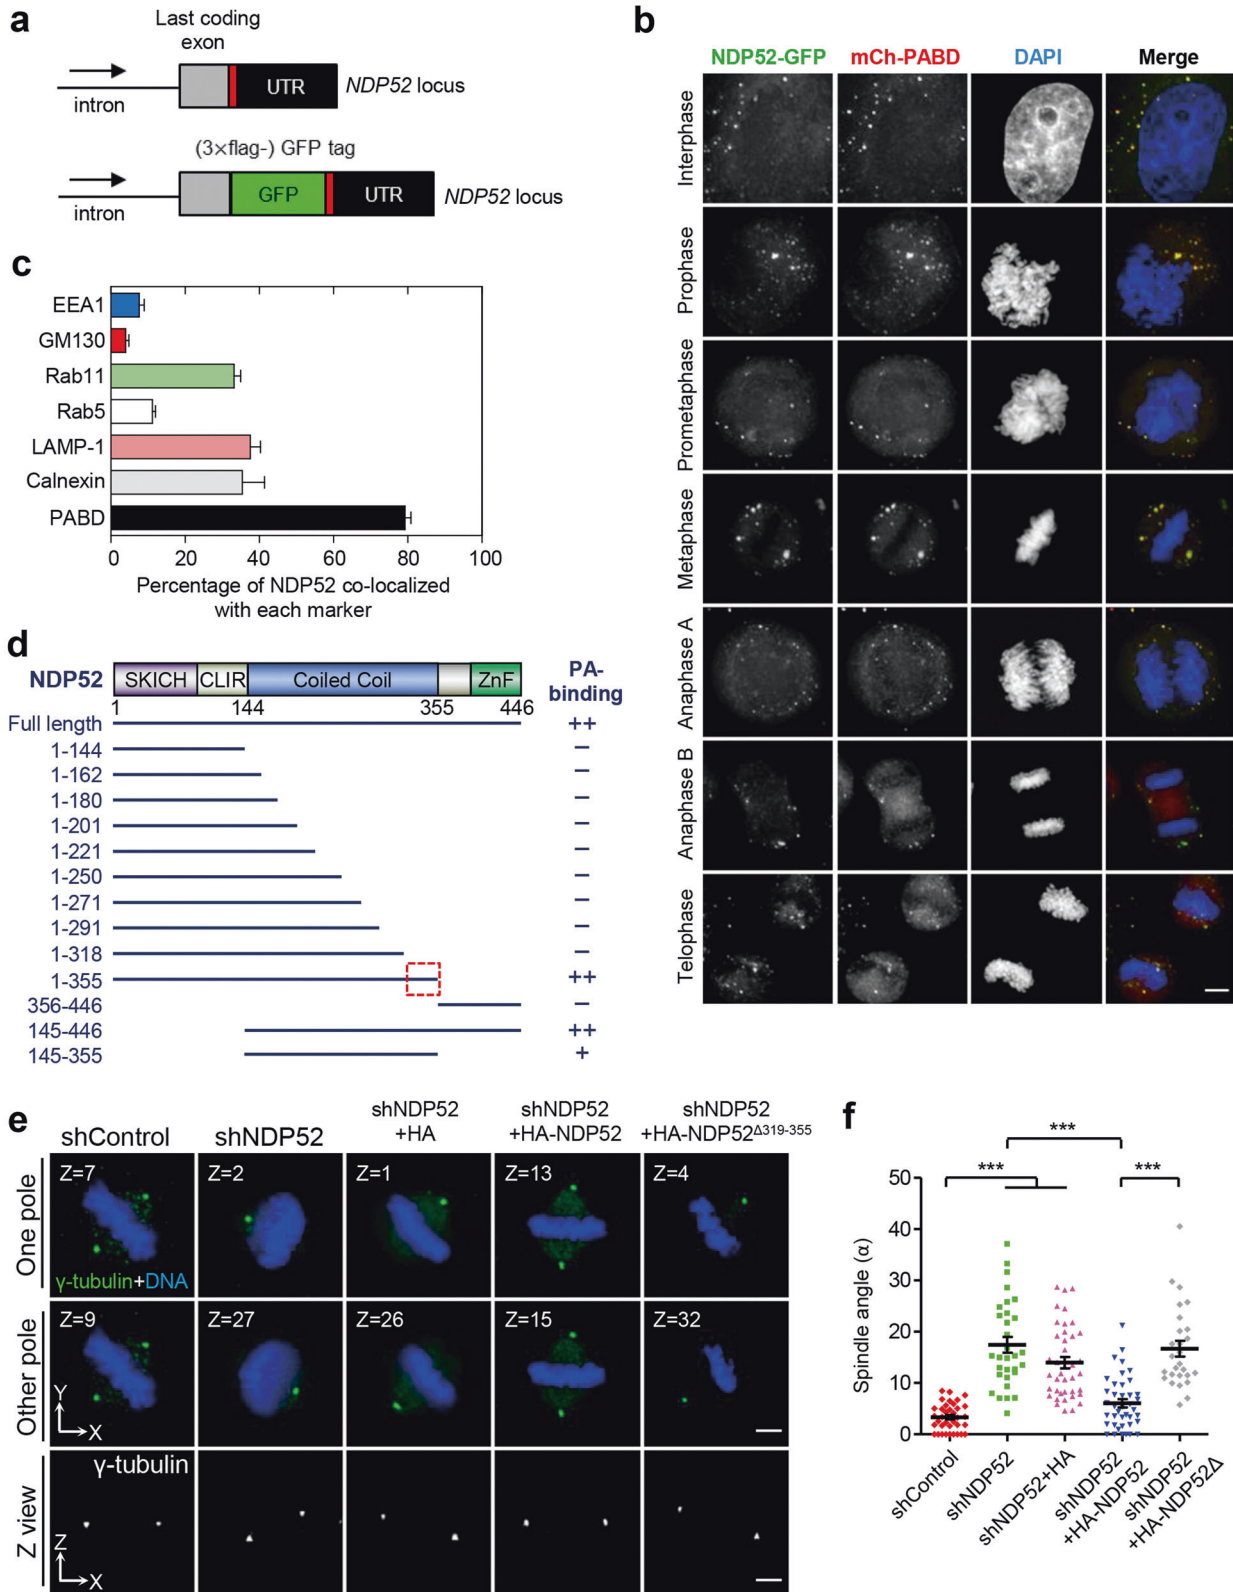 a
Last coding
exon
UTR
NDP52 locus
intron
(3×flag-) GFP tag
GFP
UTR
NDP52 locus
intron
b
NDP52-GFP
mCh-PABD
DAPI
Merge
Interphase
Prophase
Prometaphase
Metaphase
Anaphase A
Anaphase B
Telophase
c
EEA1
GM130
Rab11
Rab5
LAMP-1
Calnexin
PABD
0 20 40 60 80 100
Percentage of NDP52 co-localized
with each marker
d
NDP52
SKICH
CLIR
Coiled Coil
ZnF
PA-
binding
1 144 355 446
Full length ++
1-144 –
1-162 –
1-180 –
1-201 –
1-221 –
1-250 –
1-271 –
1-291 –
1-318 –
1-355 ++
356-446 –
145-446 ++
145-355 +
e
shControl
shNDP52
shNDP52
+HA
shNDP52
+HA-NDP52
shNDP52
+HA-NDP52Δ319-355
One pole
Z=7
Z=2
Z=1
Z=13
Z=4
γ-tubulin+DNA
Other pole
Z=9
Z=27
Z=26
Z=15
Z=32
Y
X
Z view
γ-tubulin
Z
X
f
***
***
***
Spindle angle (α)
50
40
30
20
10
0
shControl
shNDP52
shNDP52+HA
shNDP52
+HA-NDP52
shNDP52
+HA-NDP52Δ